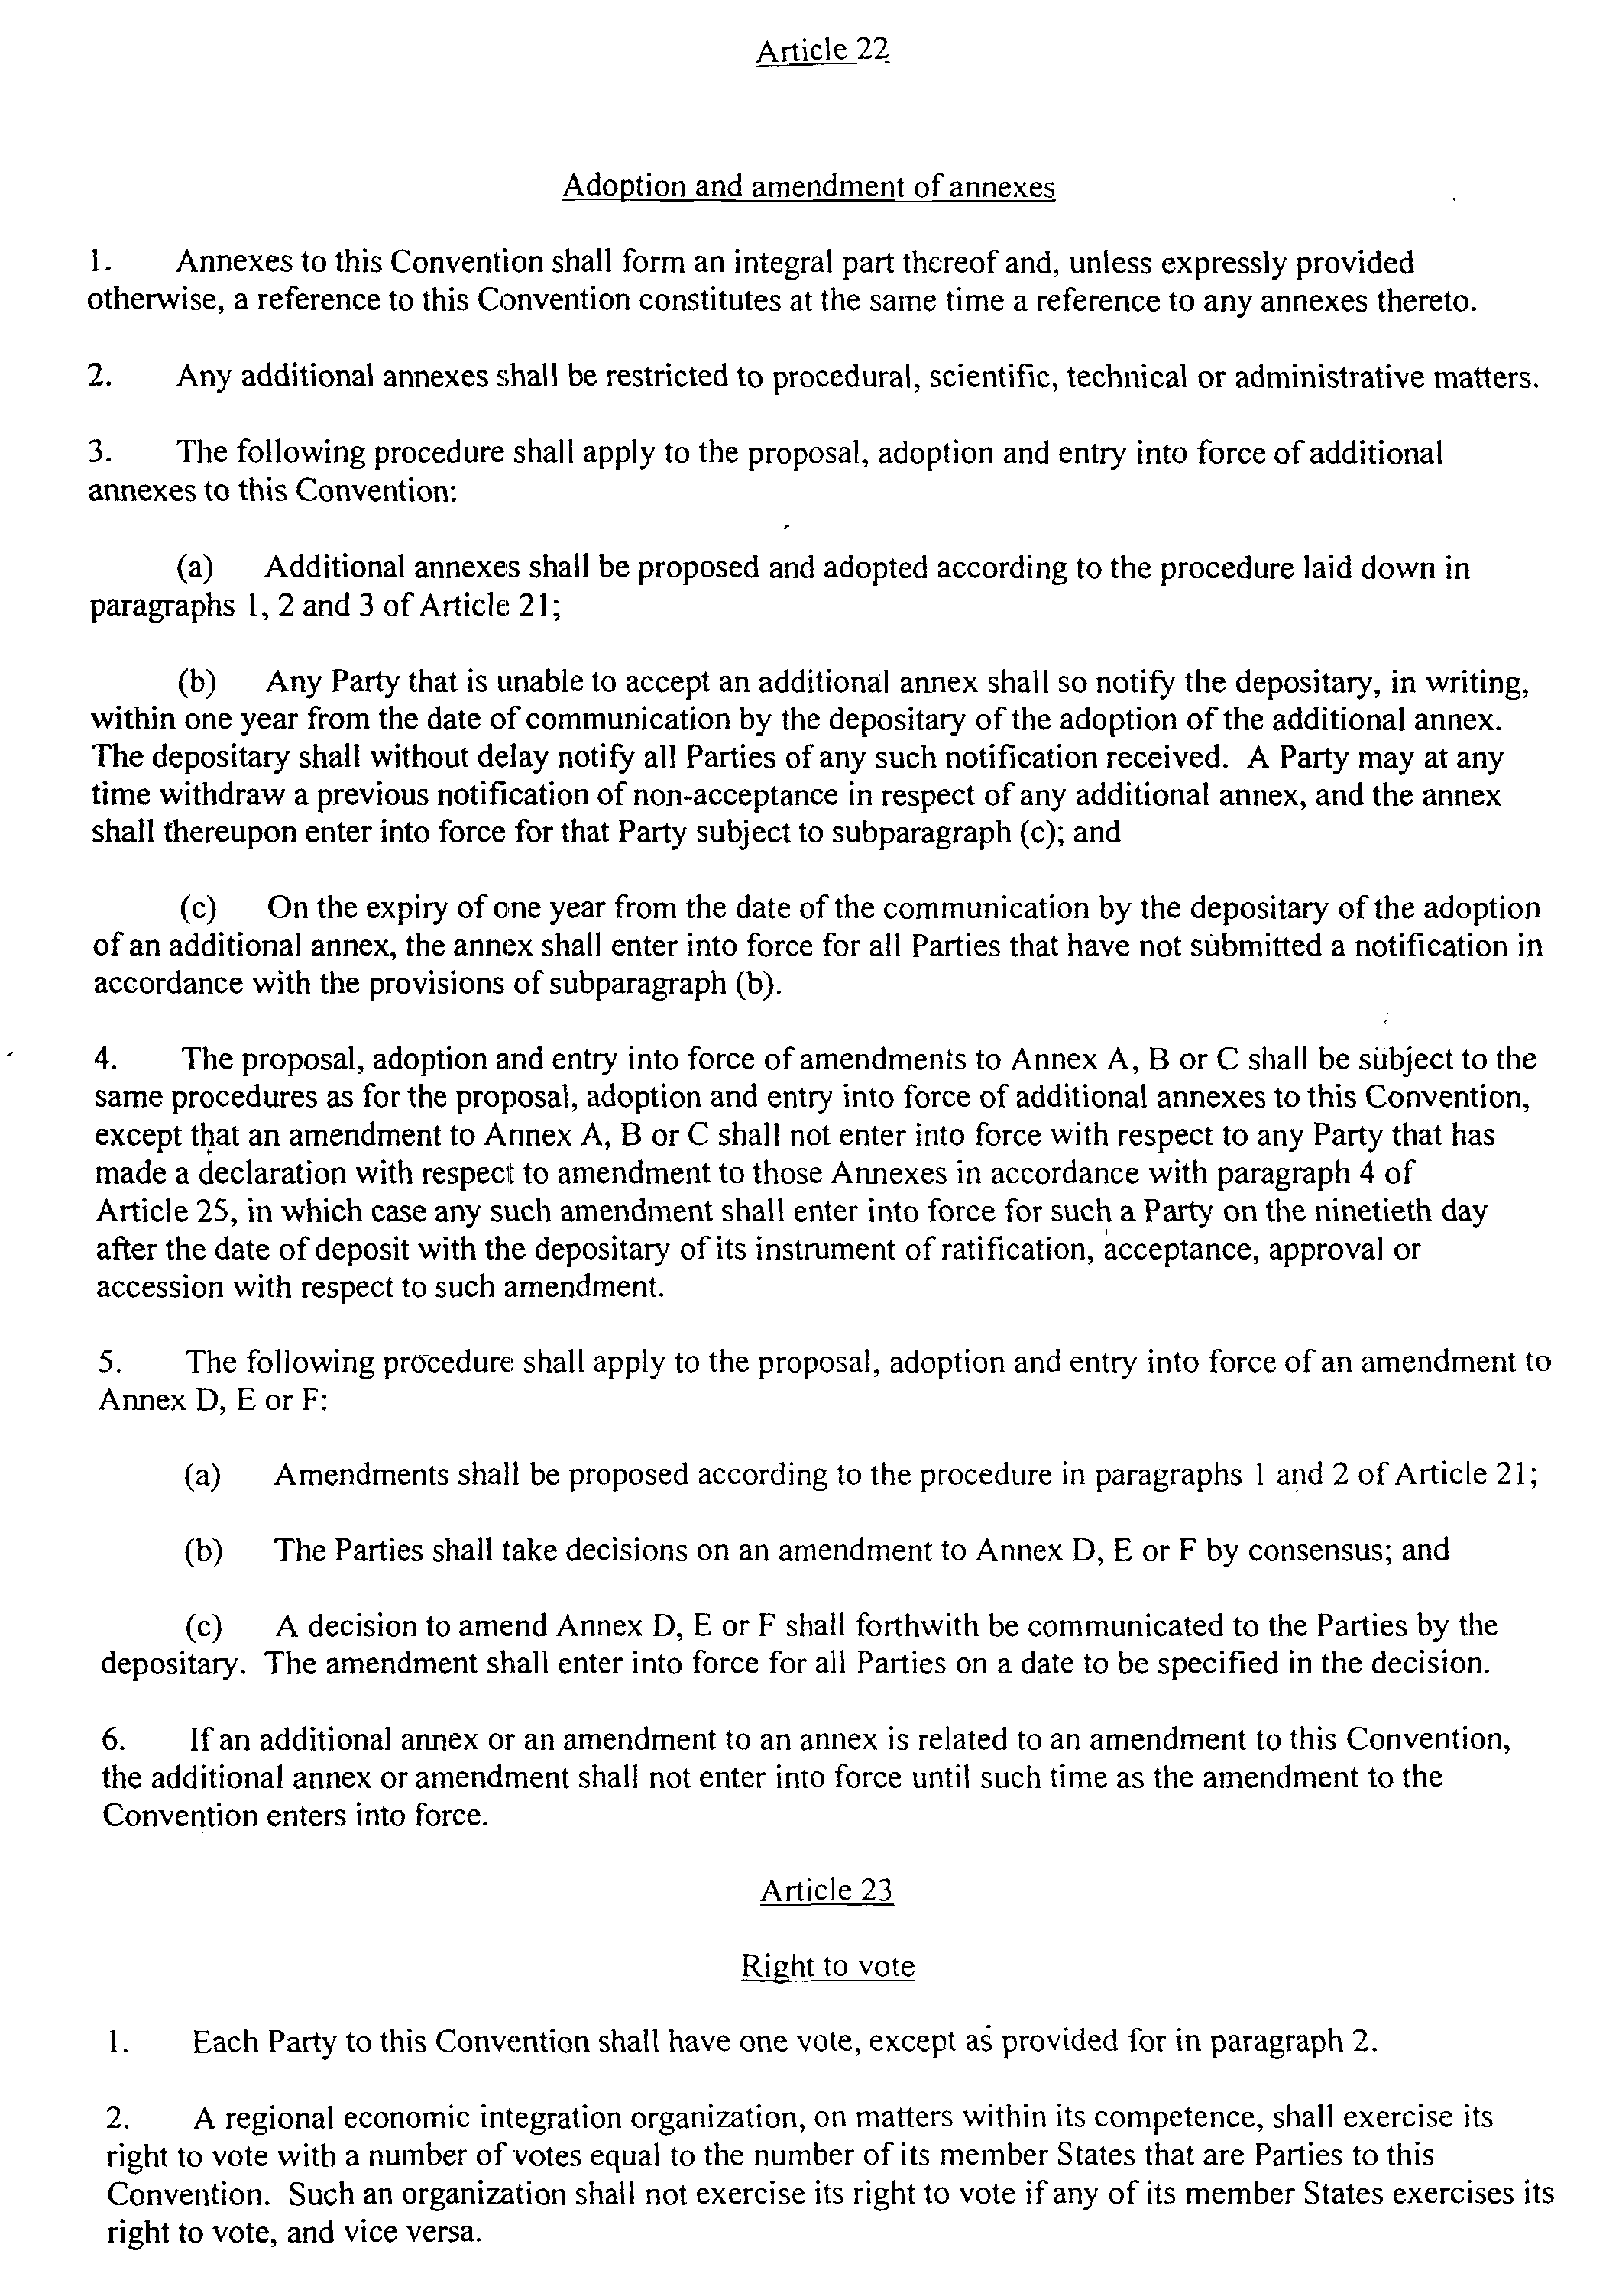 Article 22
Adoption and amendment of annexes
1. Annexes to this Convention shall form an integral part thereof and, unless expressly provided
otherwise, a reference to this Convention constitutes at the same time a reference to any annexes thereto.
2. Any additional annexes shall be restricted to procedural, scientific, technical or administrative matters.
3. The following procedure shall apply to the proposal, adoption and entry into force of additional
annexes to this Convention:
(a) Additional annexes shall be proposed and adopted according to the procedure laid down in
paragraphs 1, 2 and 3 of Article 21;
(b) Any Party that is unable to accept an additional annex shall so notify the depositary, in writing,
within one year from the date of communication by the depositary of the adoption of the additional annex.
The depositary shall without delay notify all Parties of any such notification received. A Party may at any
time withdraw a previous notification of non-acceptance in respect of any additional annex, and the annex
shall thereupon enter into force for that Party subject to subparagraph (c); and
(c) On the expiry of one year from the date of the communication by the depositary of the adoption
of an additional annex, the annex shall enter into force for all Parties that have not submitted a notification in
accordance with the provisions of subparagraph (b).
4. The proposal, adoption and entry into force of amendments to Annex A, B or C shall be subject to the
same procedures as for the proposal, adoption and entry into force of additional annexes to this Convention,
except that an amendment to Annex A, B or C shall not enter into force with respect to any Party that has
made a declaration with respect to amendment to those Annexes in accordance with paragraph 4 of
Article 25, in which case any such amendment shall enter into force for such a Party on the ninetieth day
after the date of deposit with the depositary of its instrument of ratification, acceptance, approval or
accession with respect to such amendment.
5. The following procedure shall apply to the proposal, adoption and entry into force of an amendment to
Annex D, E or F:
(a) Amendments shall be proposed according to the procedure in paragraphs 1 and 2 of Article 21;
(b) The Parties shall take decisions on an amendment to Annex D, E or F by consensus; and
(c) A decision to amend Annex D, E or F shall forthwith be communicated to the Parties by the
depositary. The amendment shall enter into force for all Parties on a date to be specified in the decision.
6. If an additional annex or an amendment to an annex is related to an amendment to this Convention,
the additional annex or amendment shall not enter into force until such time as the amendment to the
Convention enters into force.
Article 23
Right to vote
1. Each Party to this Convention shall have one vote, except as provided for in paragraph 2.
2. A regional economic integration organization, on matters within its competence, shall exercise its
right to vote with a number of votes equal to the number of its member States that are Parties to this
Convention. Such an organization shall not exercise its right to vote if any of its member States exercises its
right to vote, and vice versa.